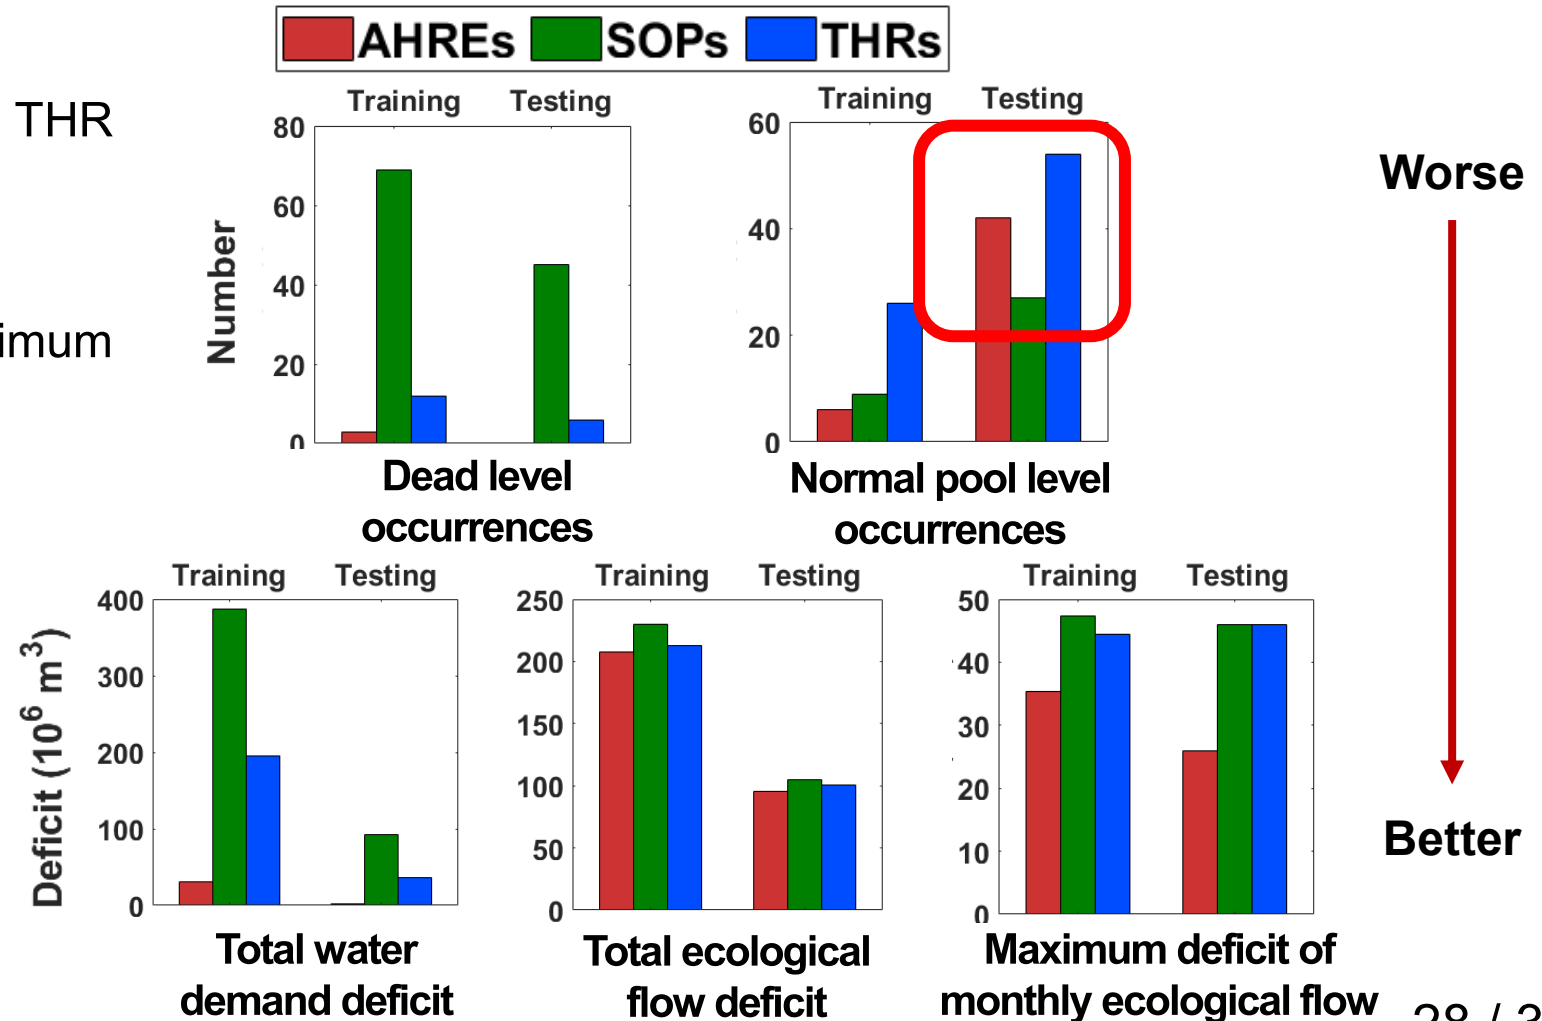 AHREs SOPs THRs
THR
imum
Training Testing
80
60
40
20
0
Number
Dead level
occurrences
Training Testing
60
40
20
0
Normal pool level
occurrences
Worse
Better
Training Testing
400
300
200
100
0
Deficit (10⁶ m³)
Total water
demand deficit
Training Testing
250
200
150
100
50
0
Total ecological
flow deficit
Training Testing
50
40
30
20
10
0
Maximum deficit of
monthly ecological flow
28 / 3